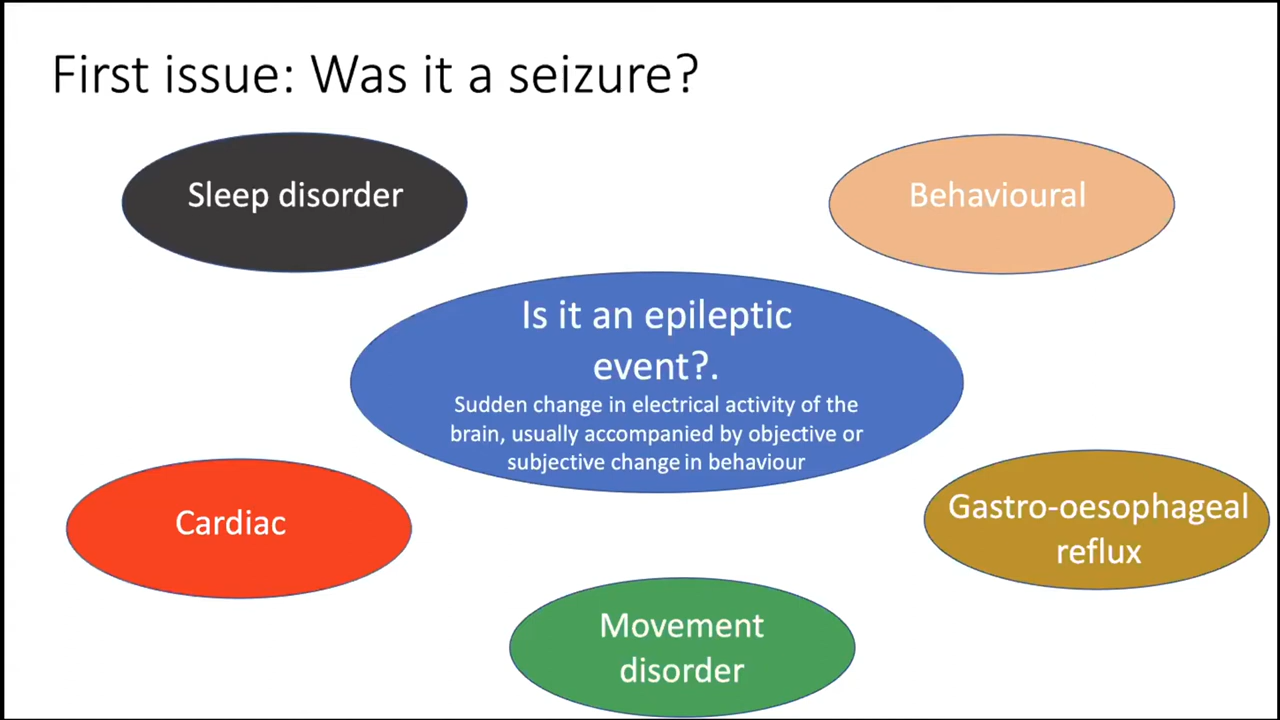 First issue: Was it a seizure?
Sleep disorder
Behavioural
Is it an epileptic
event?.
Sudden change in electrical activity of the
brain, usually accompanied by objective or
subjective change in behaviour
Cardiac
Gastro-oesophageal
reflux
Movement
disorder